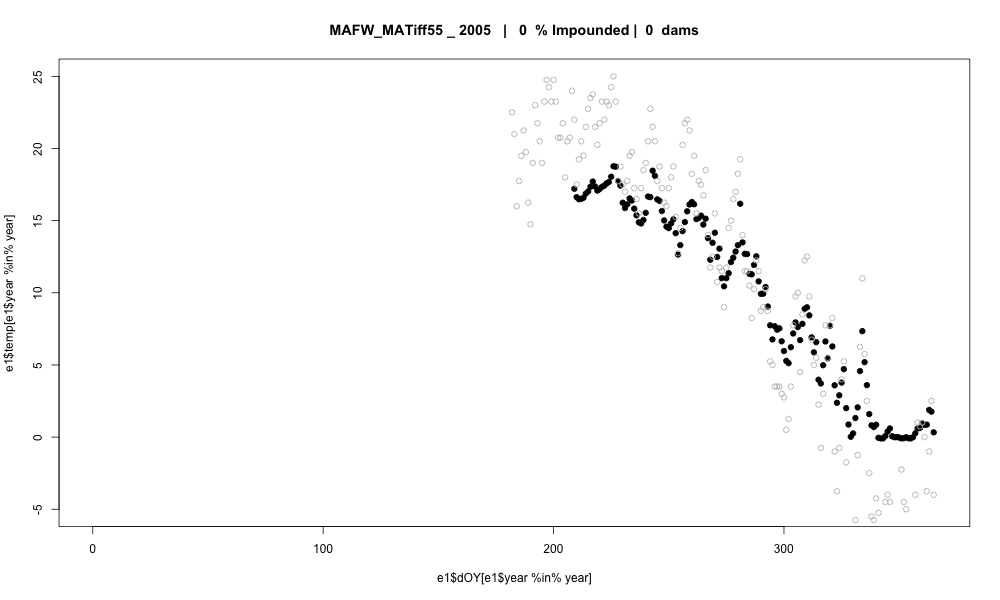 MAFW_MATiff55 _ 2005 | 0 % Impounded | 0 dams
25
20
15
10
5
0
-5
e1$temp[e1$year %in% year]
0 100 200 300
e1$dOY[e1$year %in% year]